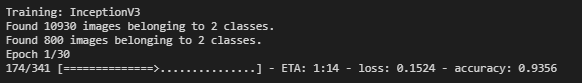 Training: InceptionV3
Found 10930 images belonging to 2 classes.
Found 800 images belonging to 2 classes.
Epoch 1/30
174/341 [==============>...............] - ETA: 1:14 - loss: 0.1524 - accuracy: 0.9356